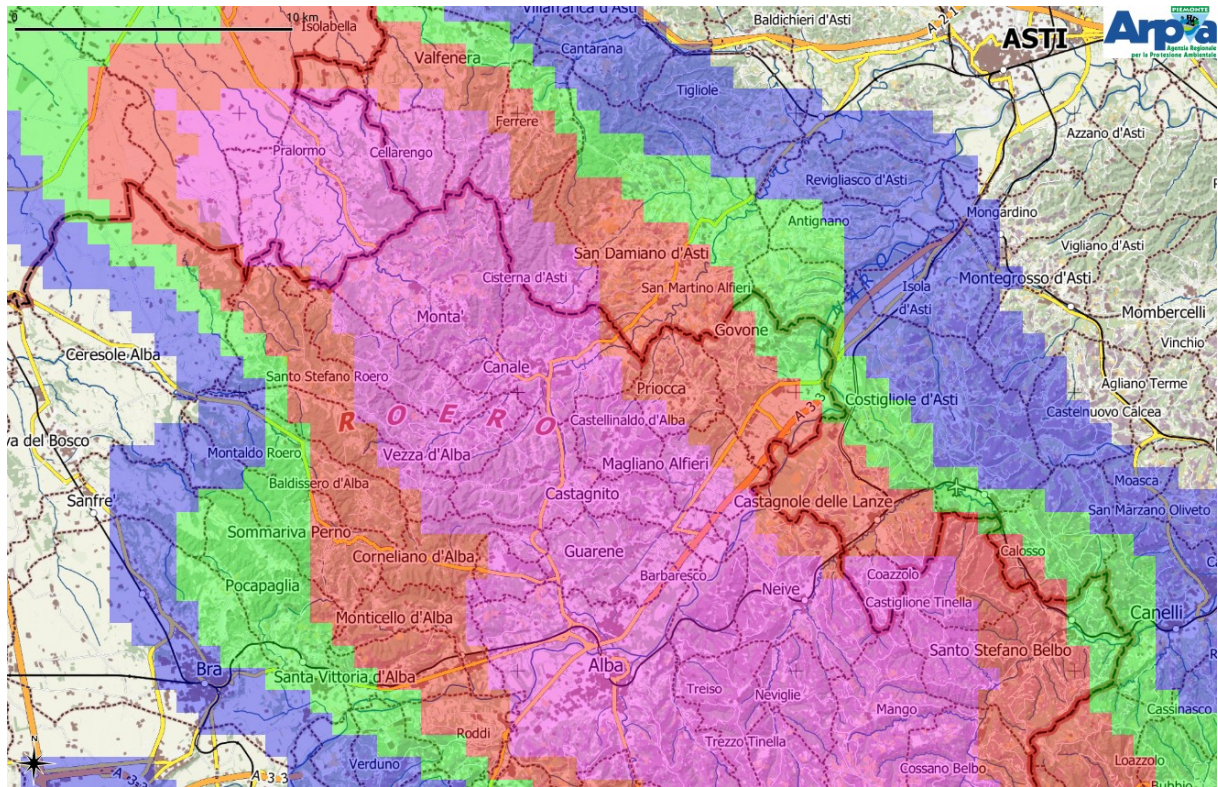 0
10 km
Isolabella
Villafranca d'Asti
Baldichieri d'Asti
A 21
ASTI
PIEMONTE
Arpa
Agenzia Regionale
per la Protezione Ambientale
Valfenera
Cantarana
Tigliole
Ferrere
Azzano d'Asti
Pralormo
Cellarengo
Revigliasco d'Asti
Antignano
Mongardino
Vigliano d'Asti
San Damiano d'Asti
Cisterna d'Asti
San Martino Alfieri
Isola
d'Asti
Montegrosso d'Asti
Monta'
Govone
Mombercelli
Vinchio
Ceresole Alba
Canale
Santo Stefano Roero
Priocca
Agliano Terme
ROERO
Castellinaldo d'Alba
A 33
Costigliole d'Asti
Castelnuovo Calcea
va del Bosco
Montaldo Roero
Vezza d'Alba
Magliano Alfieri
Baldissero d'Alba
Moasca
Sanfre'
Castagnito
Castagnole delle Lanze
San Marzano Oliveto
Sommariva Perno
Corneliano d'Alba
Guarene
Calosso
Pocapaglia
Barbaresco
Neive
Coazzolo
Castiglione Tinella
Monticello d'Alba
Canelli
Bra
Santa Vittoria d'Alba
Alba
Santo Stefano Belbo
Treiso
Neviglie
Mango
Cassinasco
Roddi
Trezzo Tinella
N
Verduno
A 33
Cossano Belbo
Loazzolo
Bubbio